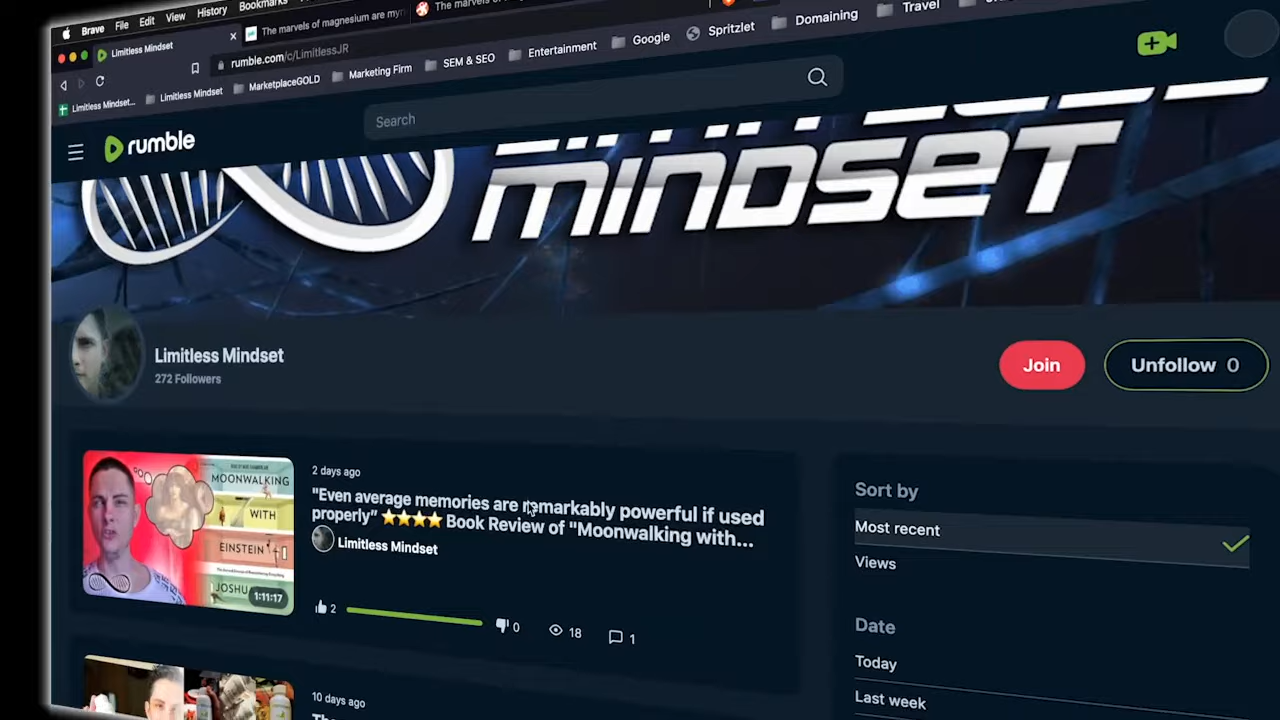 Brave File Edit View History Bookmarks
Limitless Mindset
The marvels of magnesium are my
The marvels of
rumble.com/c/LimitlessJR
Limitless Mindset...
Limitless Mindset
MarketplaceGOLD
Marketing Firm
SEM & SEO
Entertainment
Google
Spritzlet
Domaining
Travel
rumble
Search
MINDSET
Limitless Mindset
272 Followers
Join
Unfollow 0
MOONWALKING
WITH
EINSTEIN
JOSHU
1:11:17
2 days ago
"Even average memories are remarkably powerful if used
properly” ⭐⭐⭐⭐ Book Review of "Moonwalking with...
Limitless Mindset
2
0
18
1
10 days ago
Sort by
Most recent
Views
Date
Today
Last week